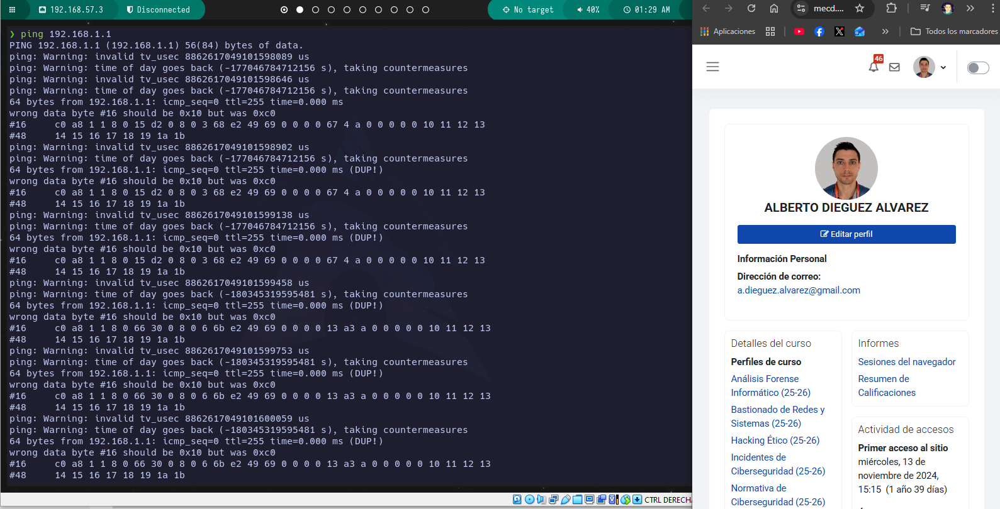 192.168.57.3
Disconnected
No target
40%
01:29 AM
❯ ping 192.168.1.1
PING 192.168.1.1 (192.168.1.1) 56(84) bytes of data.
ping: Warning: invalid tv_usec 8862617049101598089 us
ping: Warning: time of day goes back (-177046784712156 s), taking countermeasures
ping: Warning: invalid tv_usec 8862617049101598646 us
ping: Warning: time of day goes back (-177046784712156 s), taking countermeasures
64 bytes from 192.168.1.1: icmp_seq=0 ttl=255 time=0.000 ms
wrong data byte #16 should be 0x10 but was 0xc0
#16     c0 a8 1 1 8 0 15 d2 0 8 0 3 68 e2 49 69 0 0 0 0 67 4 a 0 0 0 0 0 10 11 12 13
#48     14 15 16 17 18 19 1a 1b
ping: Warning: invalid tv_usec 8862617049101598902 us
ping: Warning: time of day goes back (-177046784712156 s), taking countermeasures
64 bytes from 192.168.1.1: icmp_seq=0 ttl=255 time=0.000 ms (DUP!)
wrong data byte #16 should be 0x10 but was 0xc0
#16     c0 a8 1 1 8 0 15 d2 0 8 0 3 68 e2 49 69 0 0 0 0 67 4 a 0 0 0 0 0 10 11 12 13
#48     14 15 16 17 18 19 1a 1b
ping: Warning: invalid tv_usec 8862617049101599138 us
ping: Warning: time of day goes back (-177046784712156 s), taking countermeasures
64 bytes from 192.168.1.1: icmp_seq=0 ttl=255 time=0.000 ms (DUP!)
wrong data byte #16 should be 0x10 but was 0xc0
#16     c0 a8 1 1 8 0 15 d2 0 8 0 3 68 e2 49 69 0 0 0 0 67 4 a 0 0 0 0 0 10 11 12 13
#48     14 15 16 17 18 19 1a 1b
ping: Warning: invalid tv_usec 8862617049101599458 us
ping: Warning: time of day goes back (-180345319595481 s), taking countermeasures
64 bytes from 192.168.1.1: icmp_seq=0 ttl=255 time=0.000 ms (DUP!)
wrong data byte #16 should be 0x10 but was 0xc0
#16     c0 a8 1 1 8 0 66 30 0 8 0 6 6b e2 49 69 0 0 0 0 13 a3 a 0 0 0 0 0 10 11 12 13
#48     14 15 16 17 18 19 1a 1b
ping: Warning: invalid tv_usec 8862617049101599753 us
ping: Warning: time of day goes back (-180345319595481 s), taking countermeasures
64 bytes from 192.168.1.1: icmp_seq=0 ttl=255 time=0.000 ms (DUP!)
wrong data byte #16 should be 0x10 but was 0xc0
#16     c0 a8 1 1 8 0 66 30 0 8 0 6 6b e2 49 69 0 0 0 0 13 a3 a 0 0 0 0 0 10 11 12 13
#48     14 15 16 17 18 19 1a 1b
ping: Warning: invalid tv_usec 8862617049101600059 us
ping: Warning: time of day goes back (-180345319595481 s), taking countermeasures
64 bytes from 192.168.1.1: icmp_seq=0 ttl=255 time=0.000 ms (DUP!)
wrong data byte #16 should be 0x10 but was 0xc0
#16     c0 a8 1 1 8 0 66 30 0 8 0 6 6b e2 49 69 0 0 0 0 13 a3 a 0 0 0 0 0 10 11 12 13
#48     14 15 16 17 18 19 1a 1b
CTRL DERECHA
mecd....
Aplicaciones
Todos los marcadores
46
ALBERTO DIEGUEZ ALVAREZ
Editar perfil
Información Personal
Dirección de correo:
a.dieguez.alvarez@gmail.com
Detalles del curso
Perfiles de curso
Análisis Forense
Informático (25-26)
Bastionado de Redes y
Sistemas (25-26)
Hacking Ético (25-26)
Incidentes de
Ciberseguridad (25-26)
Normativa de
Ciberseguridad (25-26)
Informes
Sesiones del navegador
Resumen de
Calificaciones
Actividad de accesos
Primer acceso al sitio
miércoles, 13 de
noviembre de 2024,
15:15  (1 año 39 días)